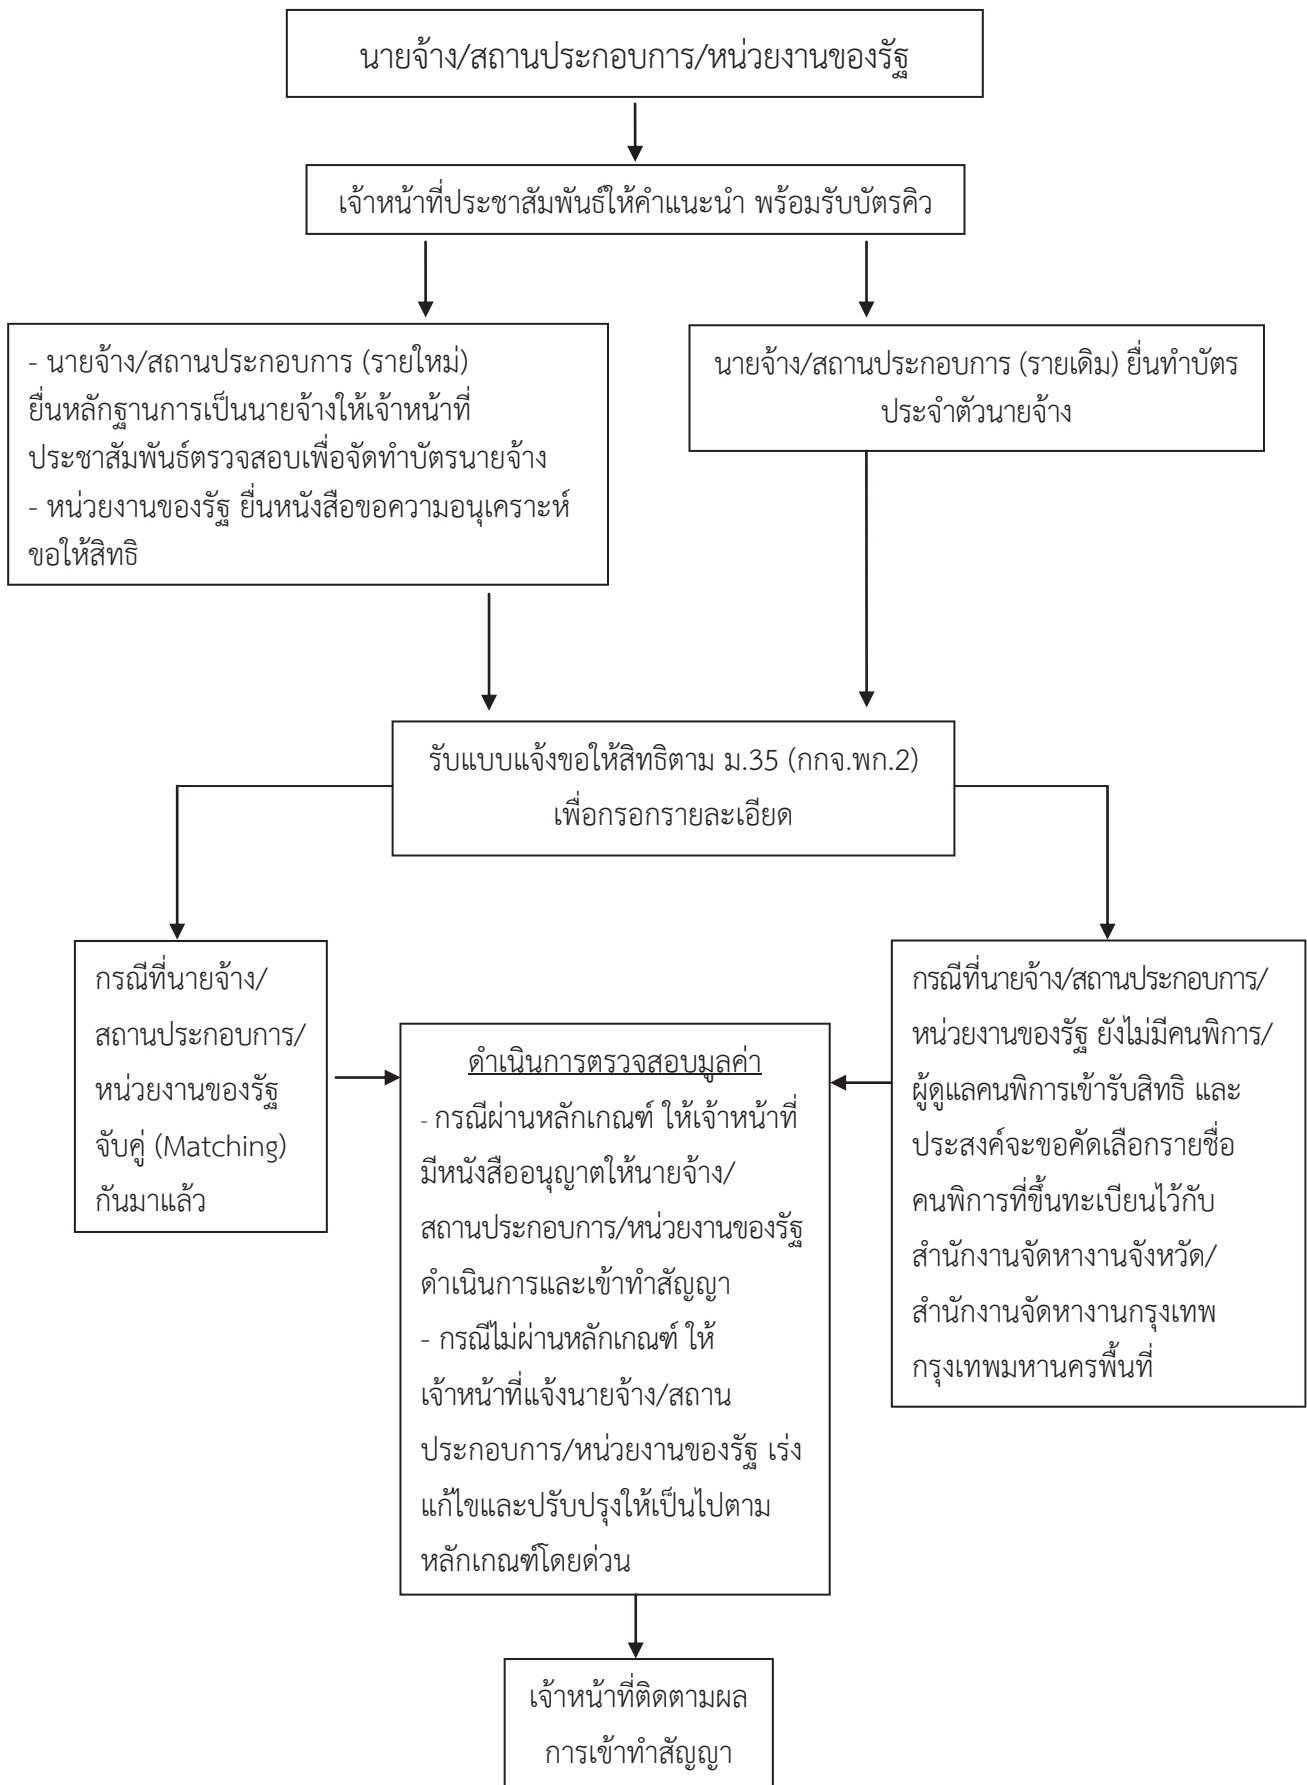 นายจ้าง/สถานประกอบการ/หน่วยงานของรัฐ
เจ้าหน้าที่ประชาสัมพันธ์ให้คำแนะนำ พร้อมรับบัตรคิว
- นายจ้าง/สถานประกอบการ (รายใหม่)
ยื่นหลักฐานการเป็นนายจ้างให้เจ้าหน้าที่
ประชาสัมพันธ์ตรวจสอบเพื่อจัดทำบัตรนายจ้าง
- หน่วยงานของรัฐ ยื่นหนังสือขอความอนุเคราะห์
ขอให้สิทธิ
นายจ้าง/สถานประกอบการ (รายเดิม) ยื่นทำบัตร
ประจำตัวนายจ้าง
รับแบบแจ้งขอให้สิทธิตาม ม.35 (กกจ.พก.2)
เพื่อกรอกรายละเอียด
กรณีที่นายจ้าง/
สถานประกอบการ/
หน่วยงานของรัฐ
จับคู่ (Matching)
กันมาแล้ว
ดำเนินการตรวจสอบมูลค่า
- กรณีผ่านหลักเกณฑ์ ให้เจ้าหน้าที่
มีหนังสืออนุญาตให้นายจ้าง/
สถานประกอบการ/หน่วยงานของรัฐ
ดำเนินการและเข้าทำสัญญา
- กรณีไม่ผ่านหลักเกณฑ์ ให้
เจ้าหน้าที่แจ้งนายจ้าง/สถาน
ประกอบการ/หน่วยงานของรัฐ เร่ง
แก้ไขและปรับปรุงให้เป็นไปตาม
หลักเกณฑ์โดยด่วน
กรณีที่นายจ้าง/สถานประกอบการ/
หน่วยงานของรัฐ ยังไม่มีคนพิการ/
ผู้ดูแลคนพิการเข้ารับสิทธิ และ
ประสงค์จะขอคัดเลือกรายชื่อ
คนพิการที่ขึ้นทะเบียนไว้กับ
สำนักงานจัดหางานจังหวัด/
สำนักงานจัดหางานกรุงเทพ
กรุงเทพมหานครพื้นที่
เจ้าหน้าที่ติดตามผล
การเข้าทำสัญญา